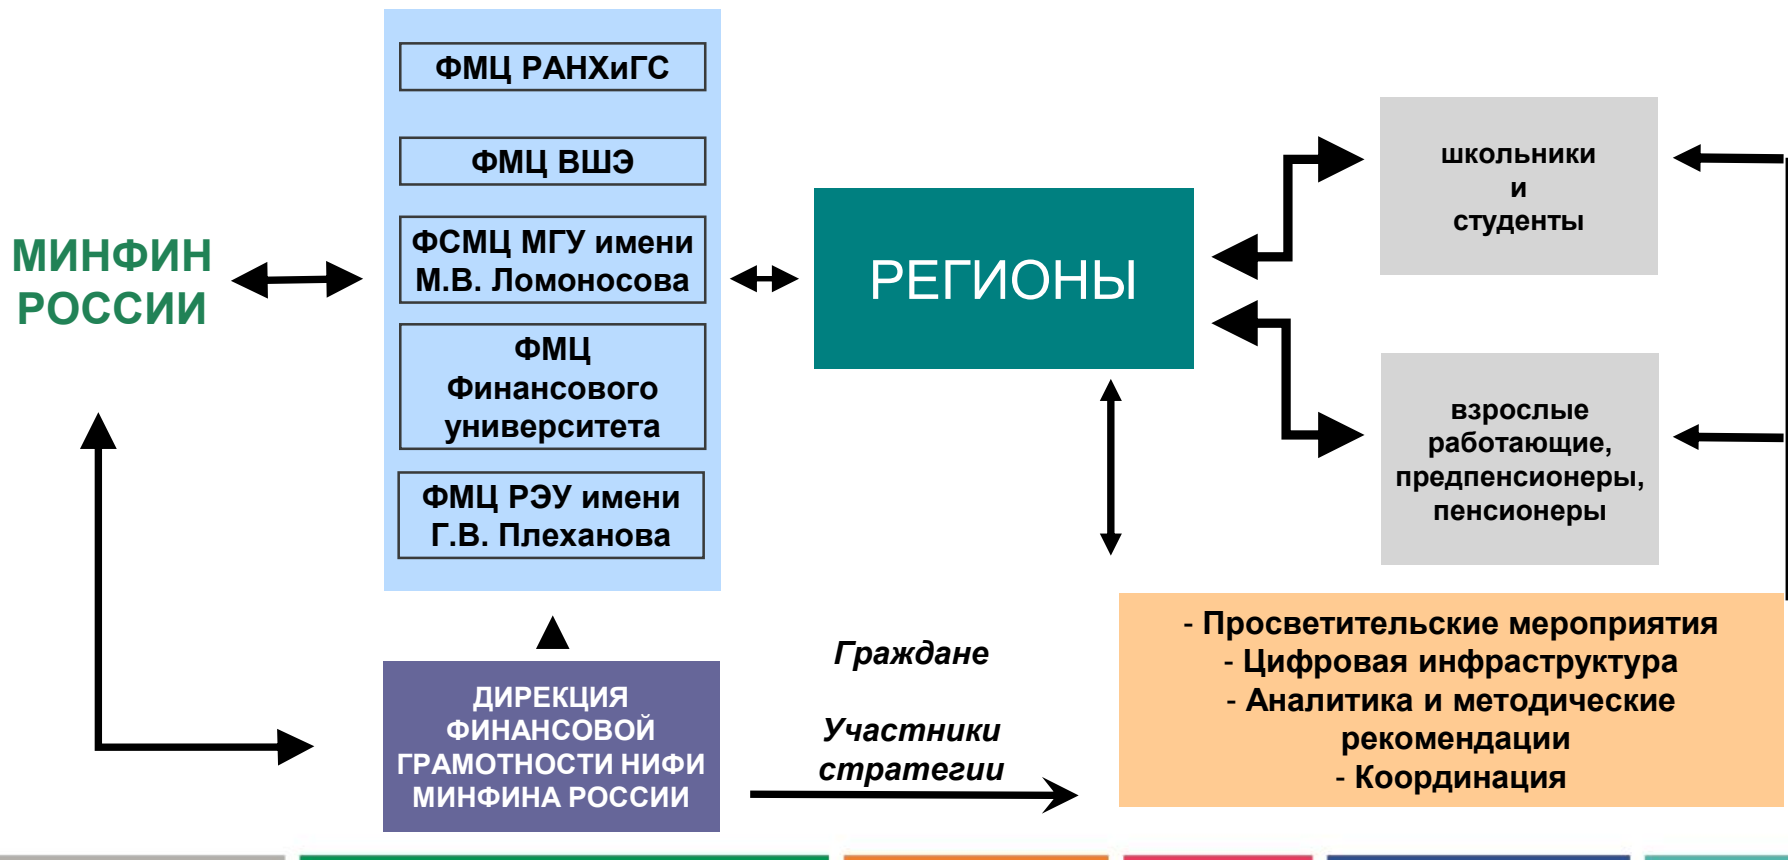 МИНФИН
РОССИИ
ФМЦ РАНХиГС
ФМЦ ВШЭ
ФСМЦ МГУ имени
М.В. Ломоносова
ФМЦ
Финансового
университета
ФМЦ РЭУ имени
Г.В. Плеханова
ДИРЕКЦИЯ
ФИНАНСОВОЙ
ГРАМОТНОСТИ НИФИ
МИНФИНА РОССИИ
РЕГИОНЫ
Граждане
Участники
стратегии
школьники
и
студенты
взрослые
работающие,
предпенсионеры,
пенсионеры
- Просветительские мероприятия
- Цифровая инфраструктура
- Аналитика и методические
рекомендации
- Координация